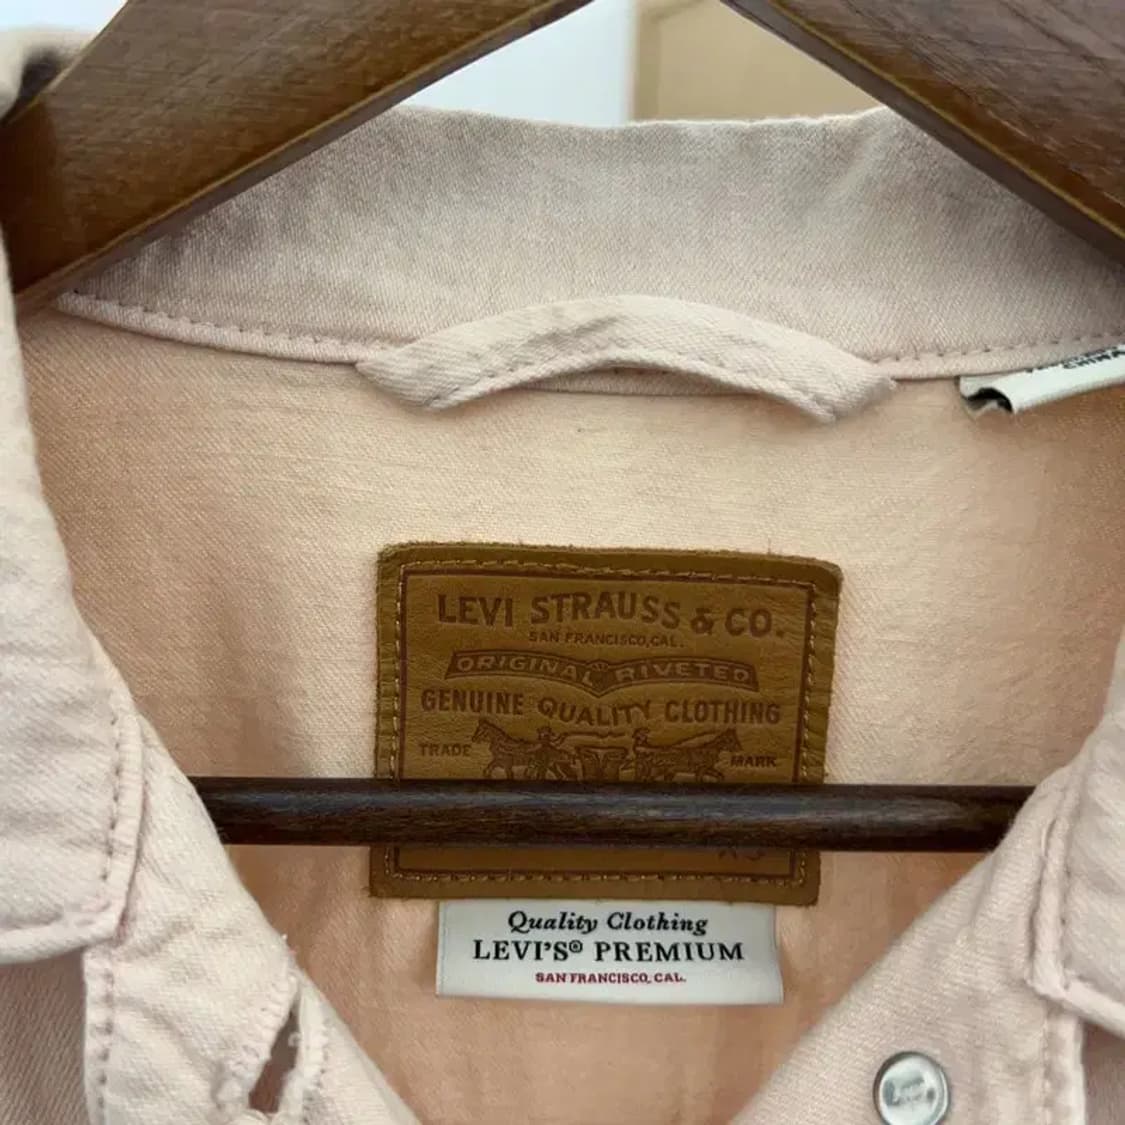 CHINA
LEVI STRAUSS & CO.
SAN FRANCISCO, CAL.
ORIGINAL RIVETED
GENUINE QUALITY CLOTHING
TRADE MARK
Quality Clothing
LEVI'S® PREMIUM
SAN FRANCISCO, CAL.